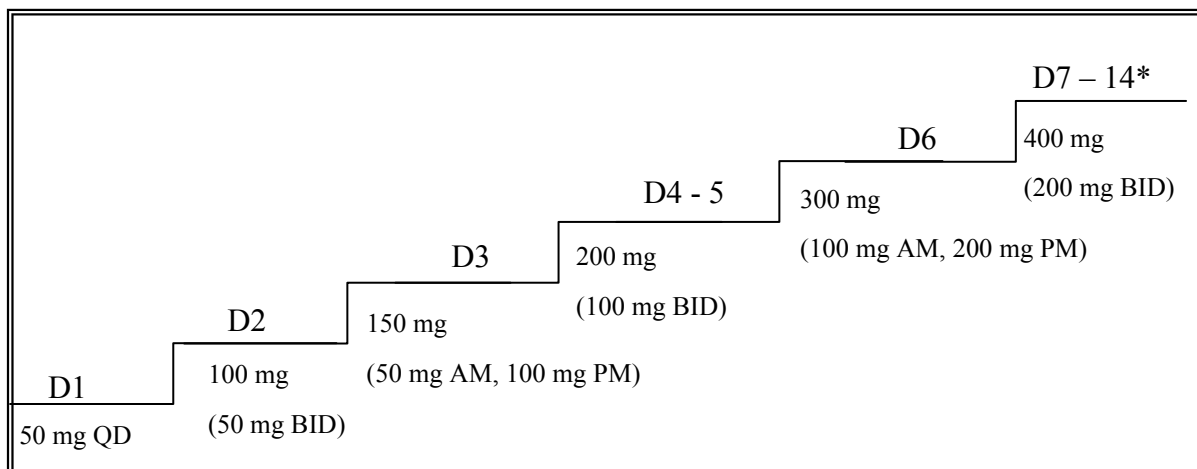 D1
50 mg QD
D2
100 mg
(50 mg BID)
D3
150 mg
(50 mg AM, 100 mg PM)
D4 - 5
200 mg
(100 mg BID)
D6
300 mg
(100 mg AM, 200 mg PM)
D7 – 14*
400 mg
(200 mg BID)